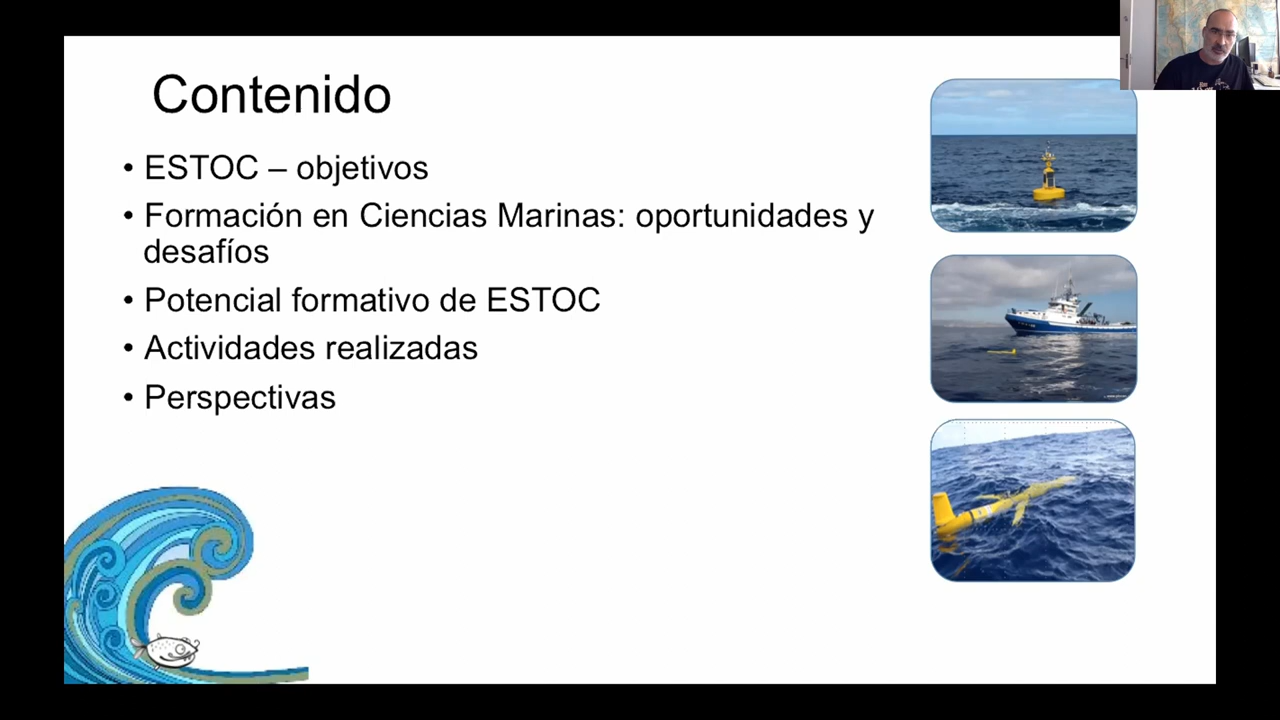 Contenido
• ESTOC – objetivos
• Formación en Ciencias Marinas: oportunidades y
desafíos
• Potencial formativo de ESTOC
• Actividades realizadas
• Perspectivas